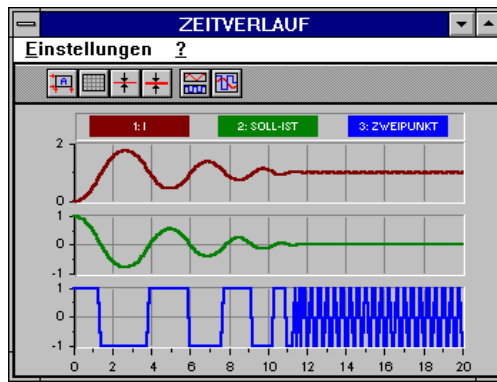 ZEITVERLAUF
Einstellungen ?
A
1: I 2: SOLL-IST 3: ZWEIPUNKT
2
0
1
0
-1
1
0
-1
0 2 4 6 8 10 12 14 16 18 20